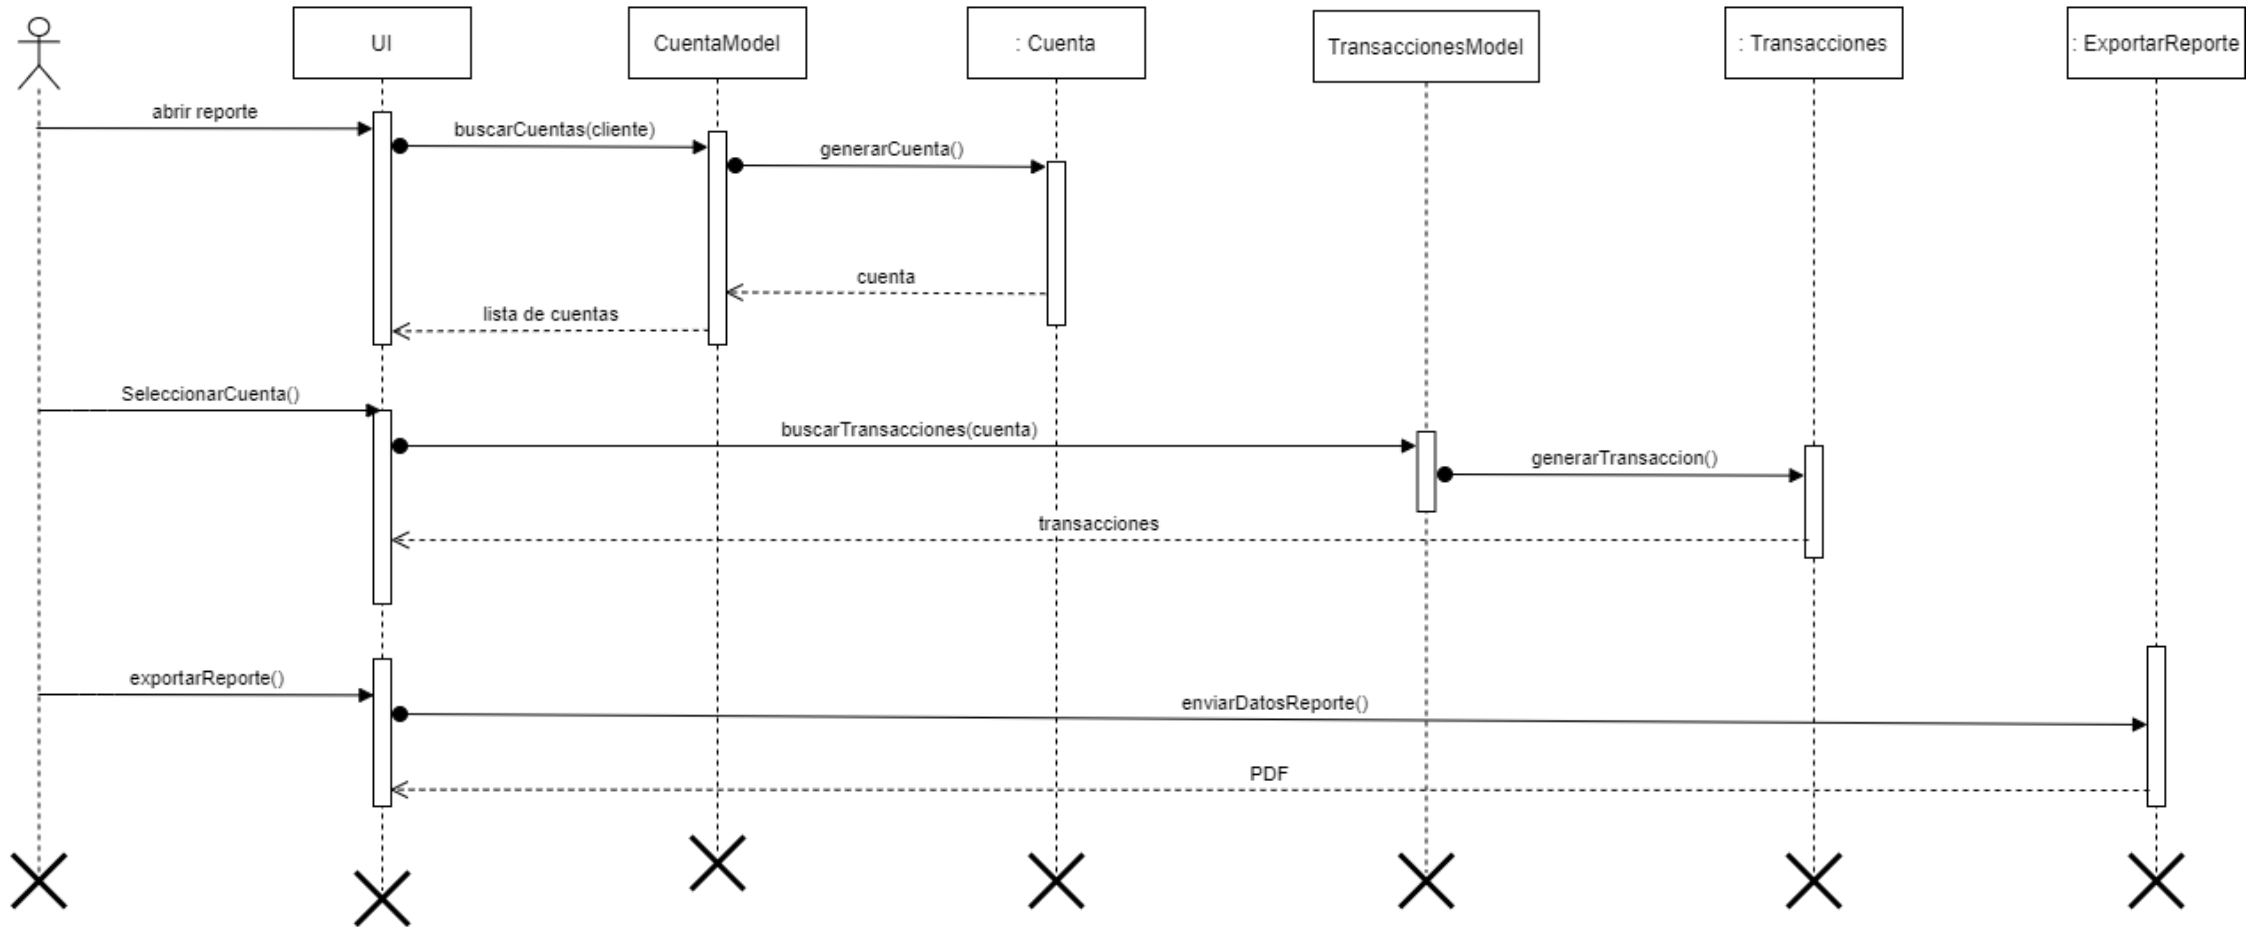 UI
CuentaModel
: Cuenta
TransaccionesModel
: Transacciones
: ExportarReporte
abrir reporte
buscarCuentas(cliente)
generarCuenta()
cuenta
lista de cuentas
SeleccionarCuenta()
buscarTransacciones(cuenta)
generarTransaccion()
transacciones
exportarReporte()
enviarDatosReporte()
PDF